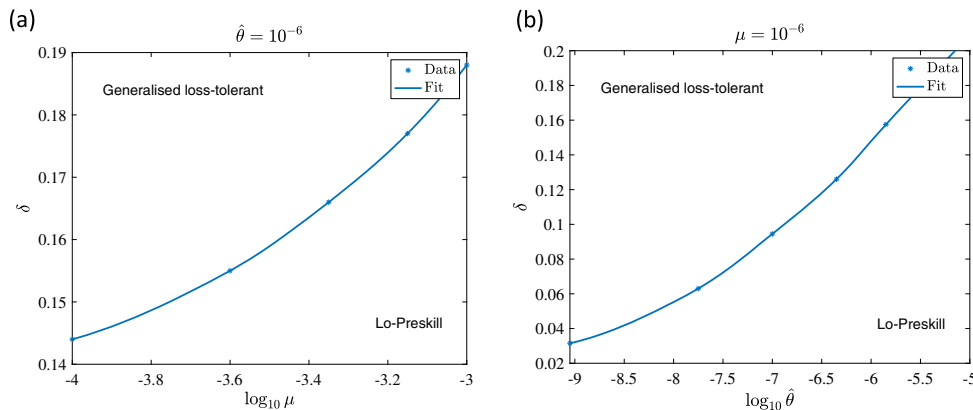 (a)
θ̂ = 10⁻⁶
0.19
0.18
0.17
0.16
0.15
0.14
δ
Generalised loss-tolerant
Data
Fit
Lo-Preskill
-4
-3.8
-3.6
-3.4
-3.2
-3
log₁₀ μ
(b)
μ = 10⁻⁶
0.2
0.18
0.16
0.14
0.12
0.1
0.08
0.06
0.04
0.02
δ
Generalised loss-tolerant
Data
Fit
Lo-Preskill
-9
-8.5
-8
-7.5
-7
-6.5
-6
-5.5
-5
log₁₀ θ̂